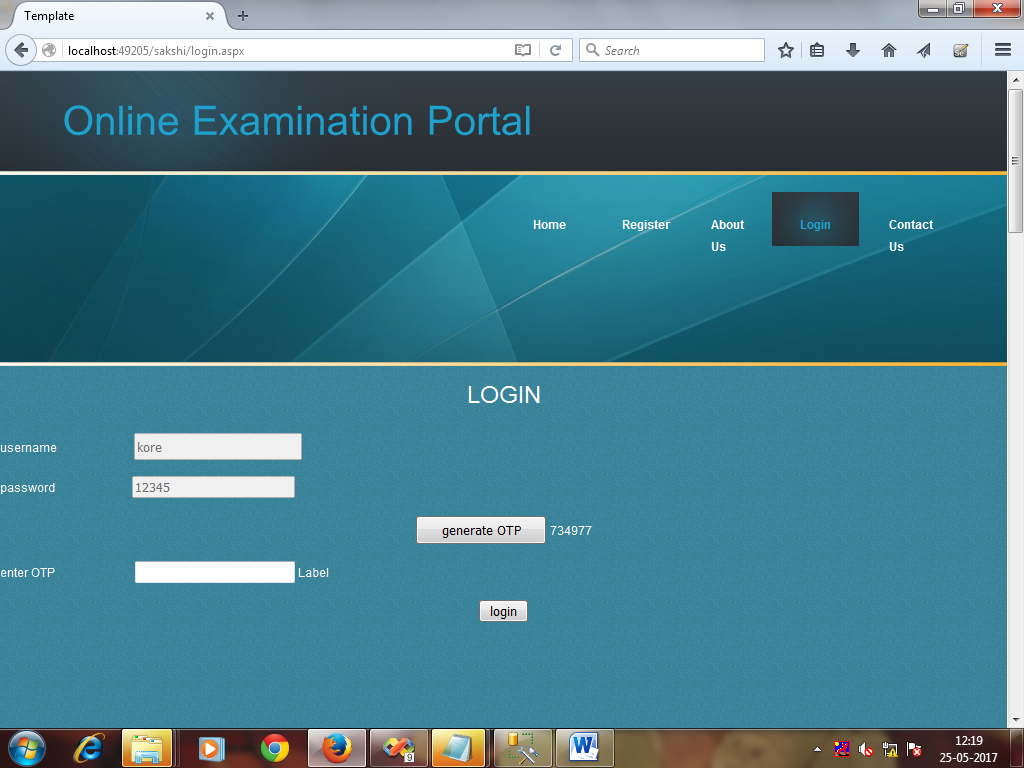 Template
localhost:49205/sakshi/login.aspx
Search
Online Examination Portal
Home Register About Us Login Contact Us
LOGIN
username kore
password 12345
generate OTP 734977
enter OTP Label
login
9
12:19
25-05-2017